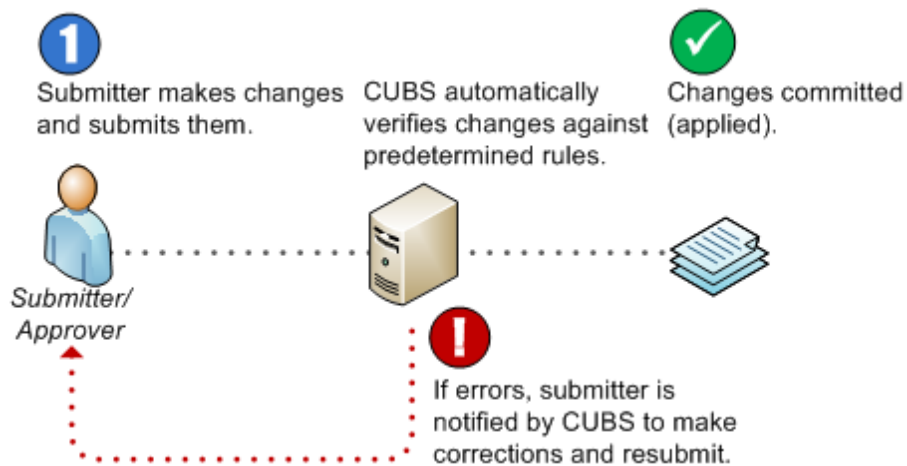 1
Submitter makes changes
and submits them.
CUBS automatically
verifies changes against
predetermined rules.
Changes committed
(applied).
Submitter/
Approver
!
If errors, submitter is
notified by CUBS to make
corrections and resubmit.